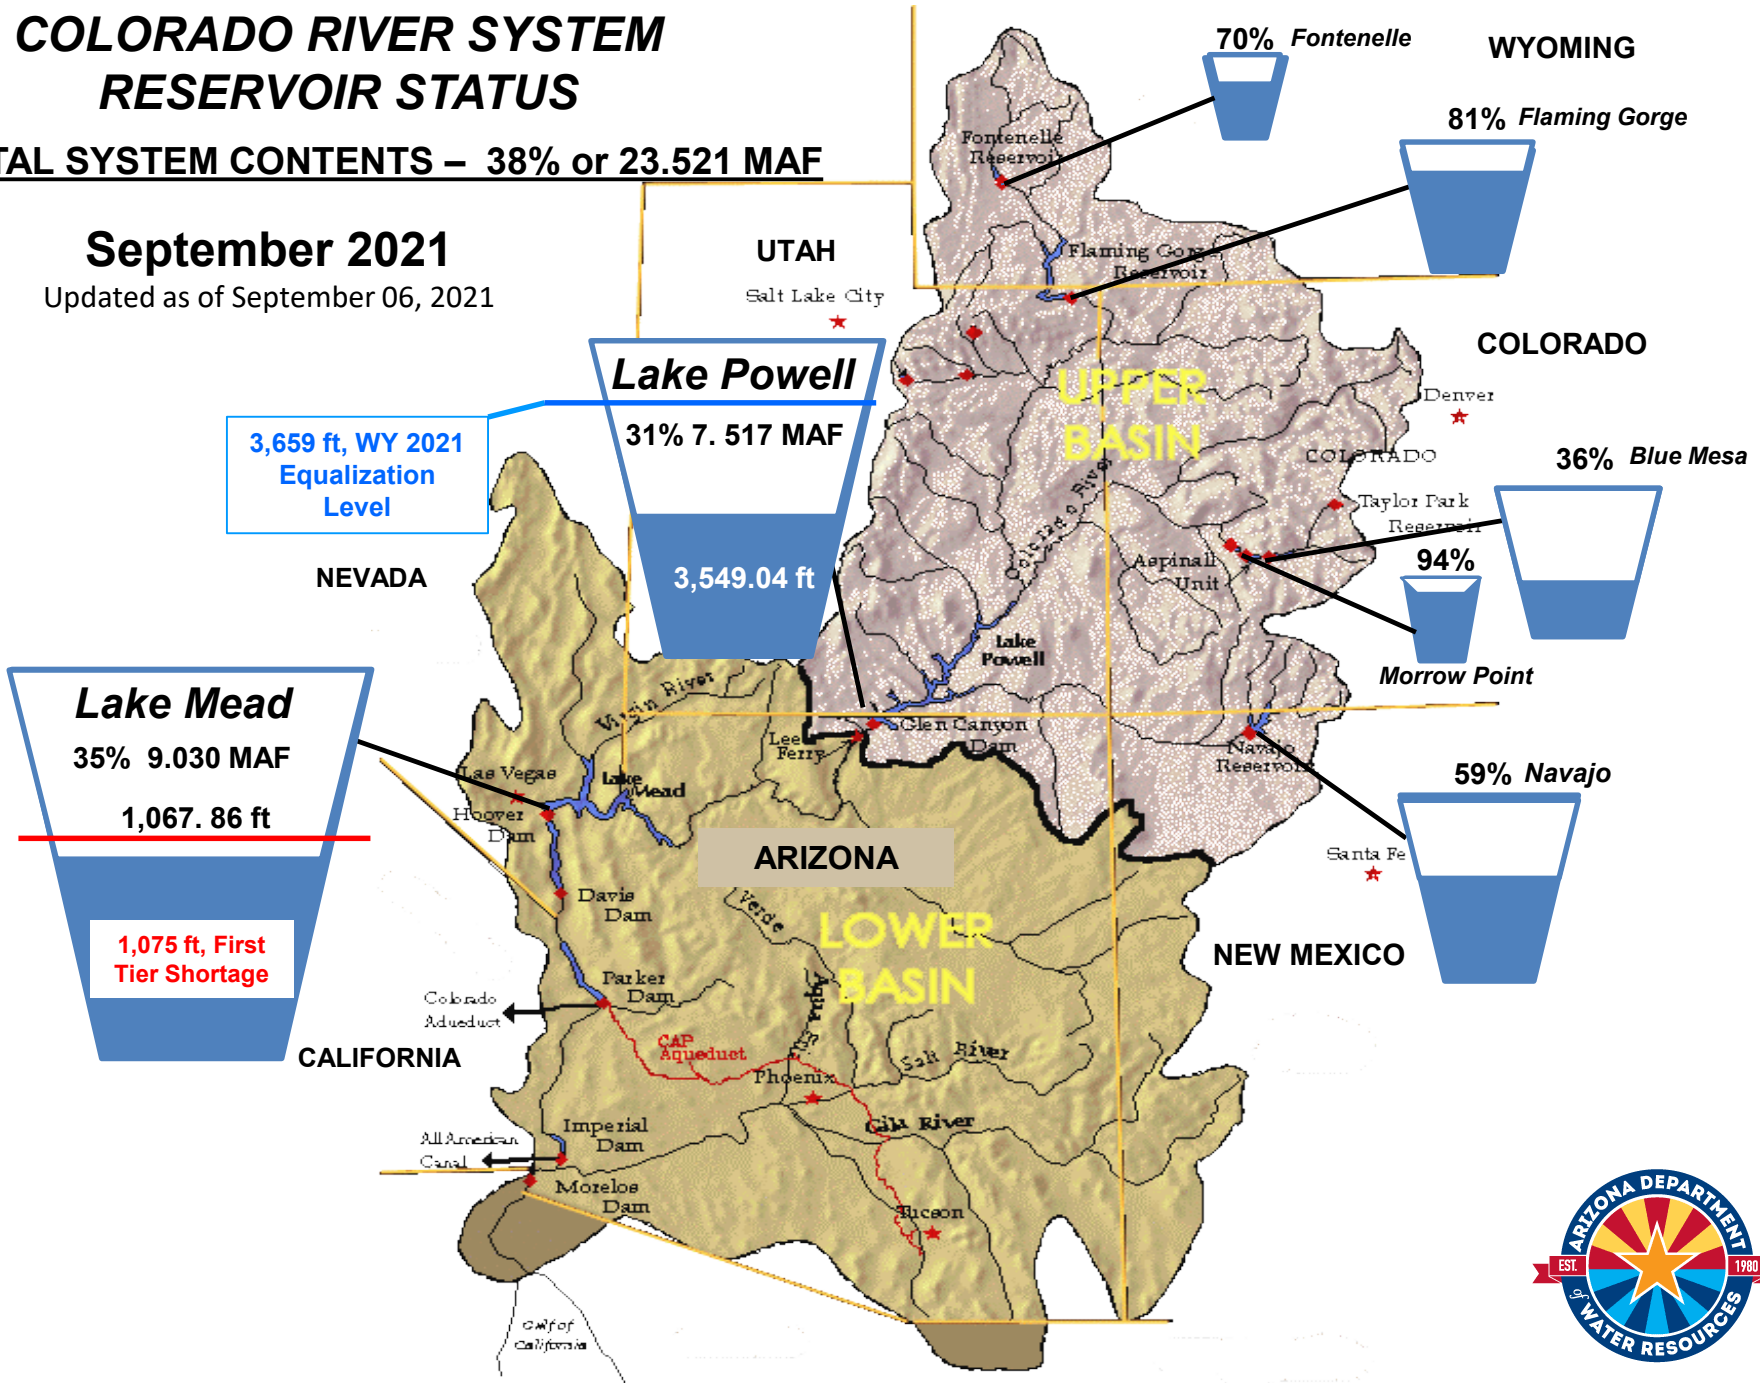 COLORADO RIVER SYSTEM
RESERVOIR STATUS
TAL SYSTEM CONTENTS – 38% or 23.521 MAF
September 2021
Updated as of September 06, 2021
70% Fontenelle
WYOMING
81% Flaming Gorge
Fontenelle
Reservoir
UTAH
Flaming Gorge
Reservoir
Salt Lake City
COLORADO
Lake Powell
31% 7. 517 MAF
3,549.04 ft
3,659 ft, WY 2021
Equalization
Level
UPPER
BASIN
Denver
COLORADO
36% Blue Mesa
Taylor Park
Reservoir
Colorado River
Aspinall
Unit
94%
Morrow Point
NEVADA
Lake
Powell
Virgin River
Glen Canyon
Dam
Lee
Ferry
Navajo
Reservoir
59% Navajo
Lake Mead
35% 9.030 MAF
1,067. 86 ft
1,075 ft, First
Tier Shortage
Las Vegas
Lake
Mead
Hoover
Dam
ARIZONA
Santa Fe
Davis
Dam
Verde
LOWER
BASIN
NEW MEXICO
Parker
Dam
Colorado
Adueduct
Aqua
CAP
Aqueduct
Salt River
CALIFORNIA
Phoenix
Gila River
Imperial
Dam
All American
Canal
Morelos
Dam
Tucson
Gulf of
California
ARIZONA DEPARTMENT
EST. 1980
of WATER RESOURCES